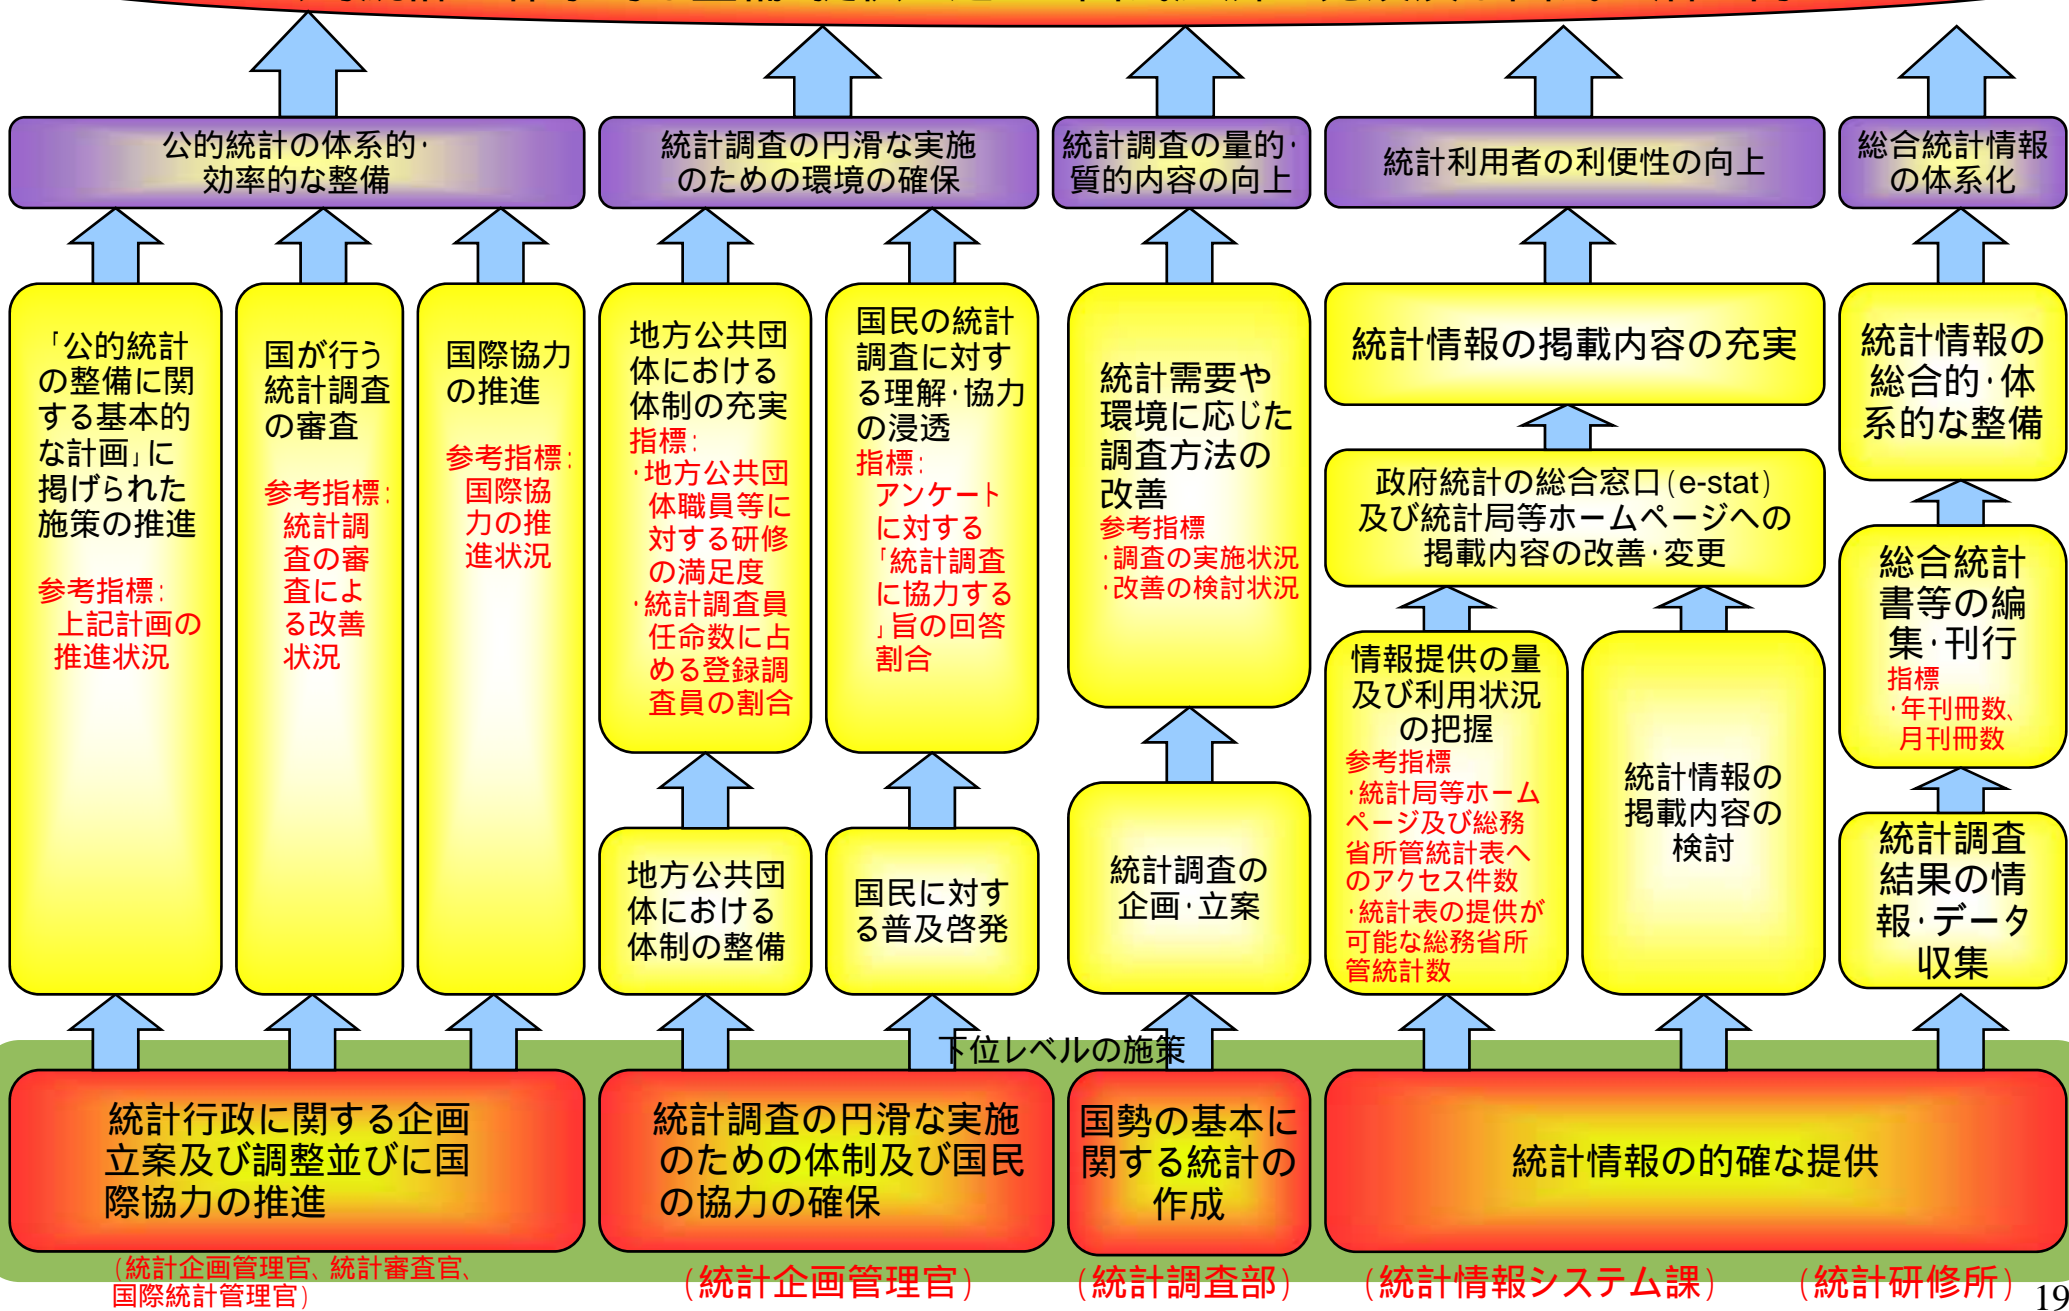 公的統計の体系的・
効率的な整備
統計調査の円滑な実施
のための環境の確保
統計調査の量的・
質的内容の向上
統計利用者の利便性の向上
総合統計情報
の体系化
「公的統計
の整備に関
する基本的
な計画」に
掲げられた
施策の推進
参考指標：
上記計画の
推進状況
国が行う
統計調査
の審査
参考指標：
統計調
査の審
査によ
る改善
状況
国際協力
の推進
参考指標：
国際協
力の推
進状況
地方公共団
体における
体制の充実
指標：
・地方公共団
体職員等に
対する研修
の満足度
・統計調査員
任命数に占
める登録調
査員の割合
国民の統計
調査に対す
る理解・協力
の浸透
指標：
アンケート
に対する
「統計調査
に協力する
」旨の回答
割合
統計需要や
環境に応じた
調査方法の
改善
参考指標
・調査の実施状況
・改善の検討状況
統計情報の掲載内容の充実
政府統計の総合窓口（e-stat）
及び統計局等ホームページへの
掲載内容の改善・変更
情報提供の量
及び利用状況
の把握
参考指標
・統計局等ホーム
ページ及び総務
省所管統計表へ
のアクセス件数
・統計表の提供が
可能な総務省所
管統計数
統計情報の
掲載内容の
検討
統計情報の
総合的・体
系的な整備
総合統計
書等の編
集・刊行
指標
・年刊冊数、
月刊冊数
統計調査
結果の情
報・データ
収集
地方公共団
体における
体制の整備
国民に対す
る普及啓発
統計調査の
企画・立案
下位レベルの施策
統計行政に関する企画
立案及び調整並びに国
際協力の推進
統計調査の円滑な実施
のための体制及び国民
の協力の確保
国勢の基本に
関する統計の
作成
統計情報の的確な提供
（統計企画管理官、統計審査官、
国際統計管理官）
（統計企画管理官）
（統計調査部）
（統計情報システム課）
（統計研修所）
19